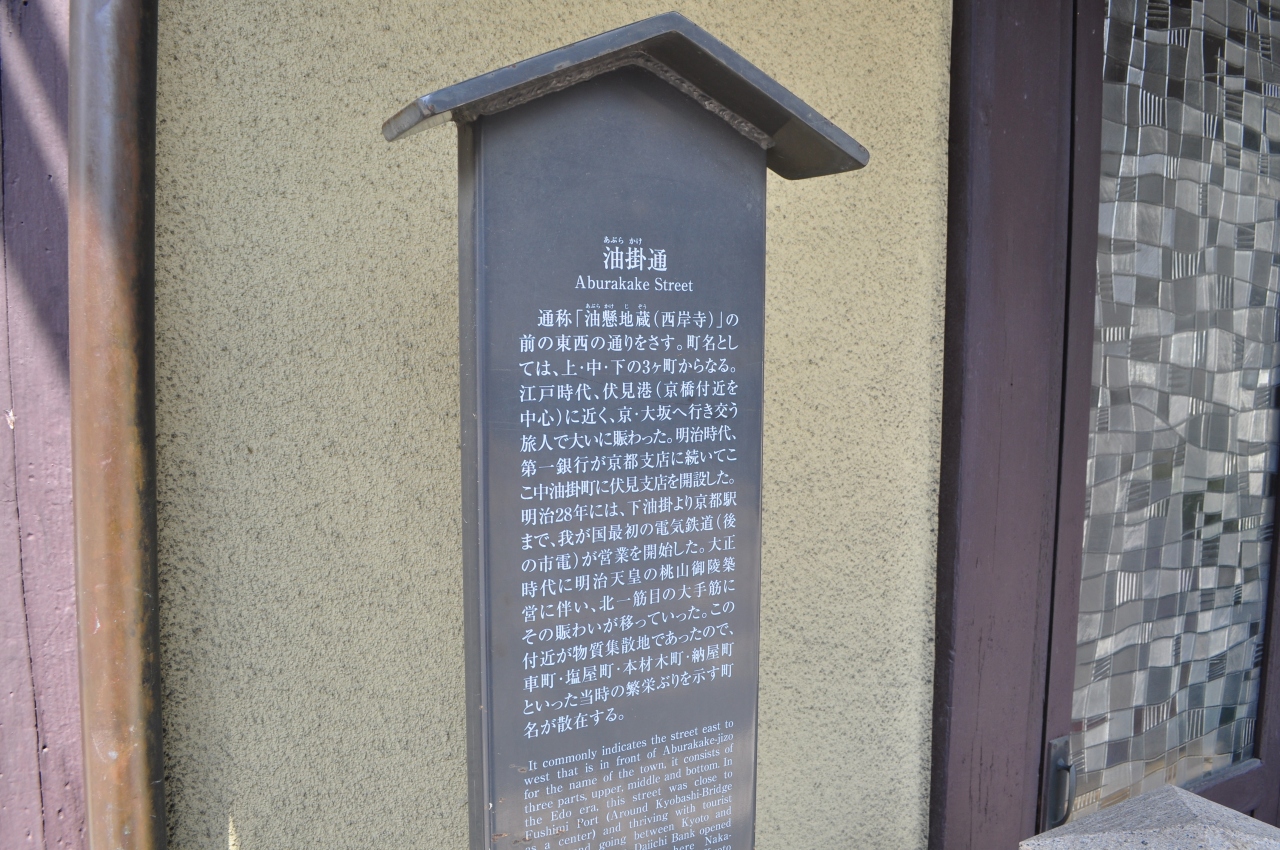 あぶら かけ
油掛通
Aburakake Street
あぶら かけ じ ぞう
通称「油懸地蔵(西岸寺)」の
前の東西の通りをさす。町名とし
ては、上・中・下の3ヶ町からなる。
江戸時代、伏見港(京橋付近を
中心)に近く、京・大坂へ行き交う
旅人で大いに賑わった。明治時代、
第一銀行が京都支店に続いてこ
こ中油掛町に伏見支店を開設した。
明治28年には、下油掛より京都駅
まで、我が国最初の電気鉄道(後
の市電)が営業を開始した。大正
時代に明治天皇の桃山御陵築
営に伴い、北一筋目の大手筋に
その賑わいが移っていった。この
付近が物質集散地であったので、
車町・塩屋町・本材木町・納屋町
といった当時の繁栄ぶりを示す町
名が散在する。
It commonly indicates the street east to
west that is in front of Aburakake-jizo
for the name of the town, it consists of
three parts, upper, middle and bottom. In
the Edo era, this street was close to
Fushimi Port (Around Kyobashi-Bridge
as a center) and thriving with tourist
going between Kyoto and
Daiichi Bank opened
here Naka-